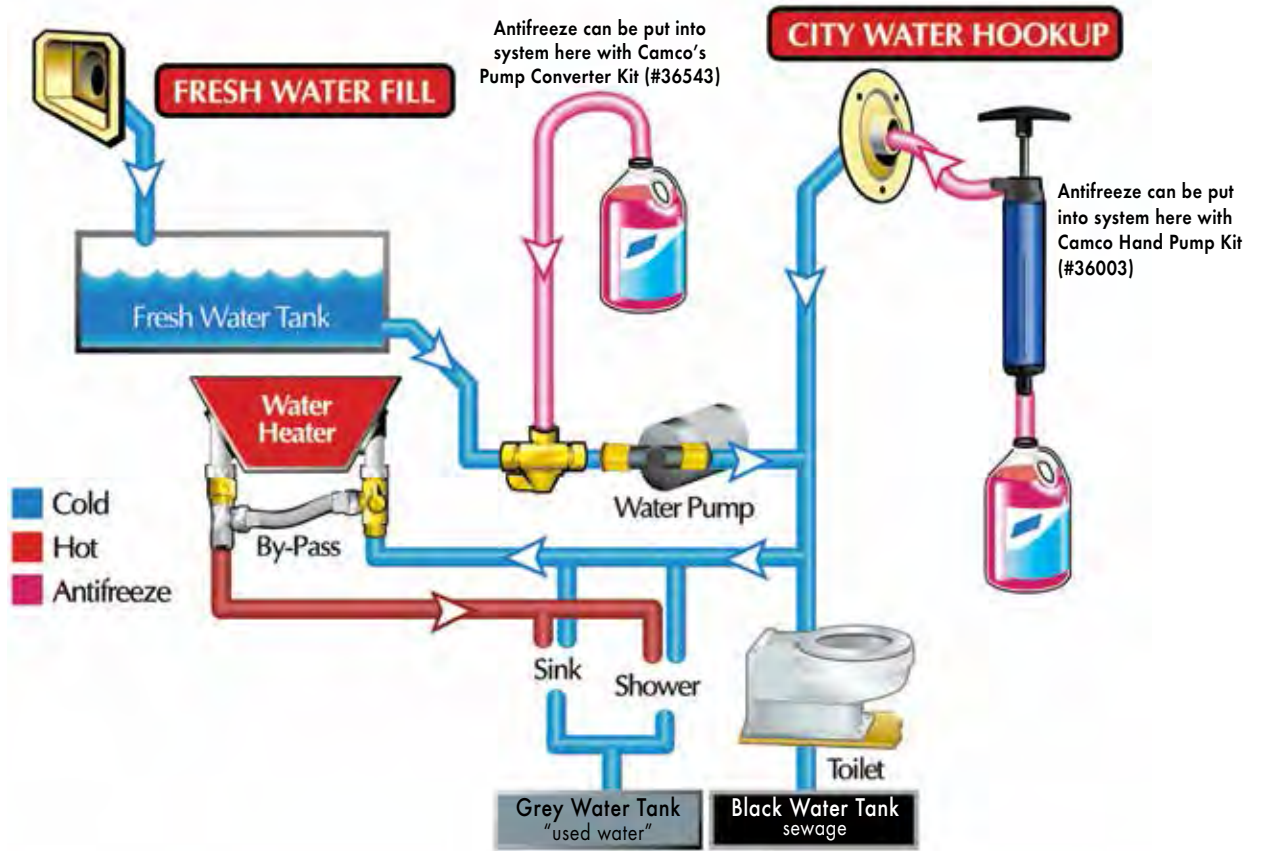 Antifreeze can be put into
system here with Camco's
Pump Converter Kit (#36543)
CITY WATER HOOKUP
FRESH WATER FILL
Antifreeze can be put
into system here with
Camco Hand Pump Kit
(#36003)
Fresh Water Tank
Water
Heater
Cold
Hot
Antifreeze
By-Pass
Water Pump
Sink
Shower
Toilet
Grey Water Tank
"used water"
Black Water Tank
sewage